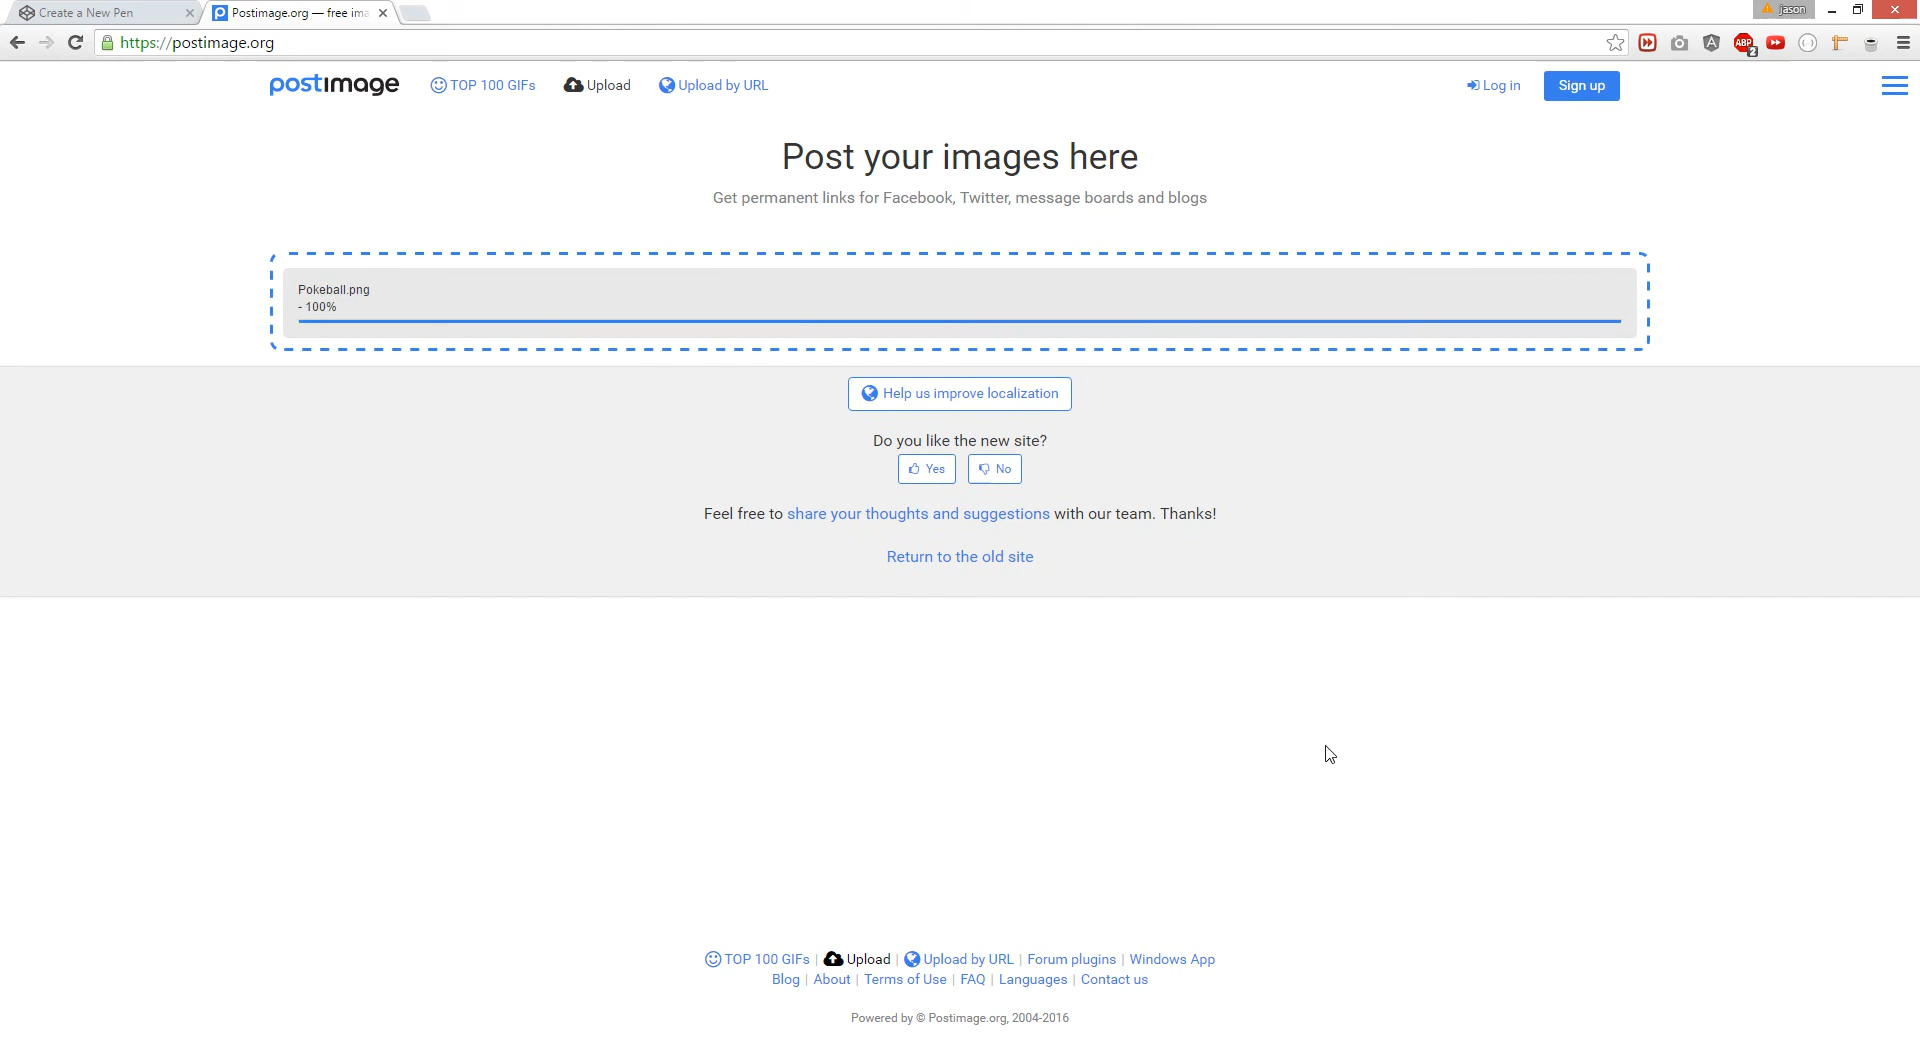 Create a New Pen
Postimage.org — free ima
jason
https://postimage.org
ABP
2
postimage
TOP 100 GIFs
Upload
Upload by URL
Log in
Sign up
Post your images here
Get permanent links for Facebook, Twitter, message boards and blogs
Pokeball.png
- 100%
Help us improve localization
Do you like the new site?
Yes
No
Feel free to share your thoughts and suggestions with our team. Thanks!
Return to the old site
TOP 100 GIFs | Upload | Upload by URL | Forum plugins | Windows App
Blog | About | Terms of Use | FAQ | Languages | Contact us
Powered by © Postimage.org, 2004-2016